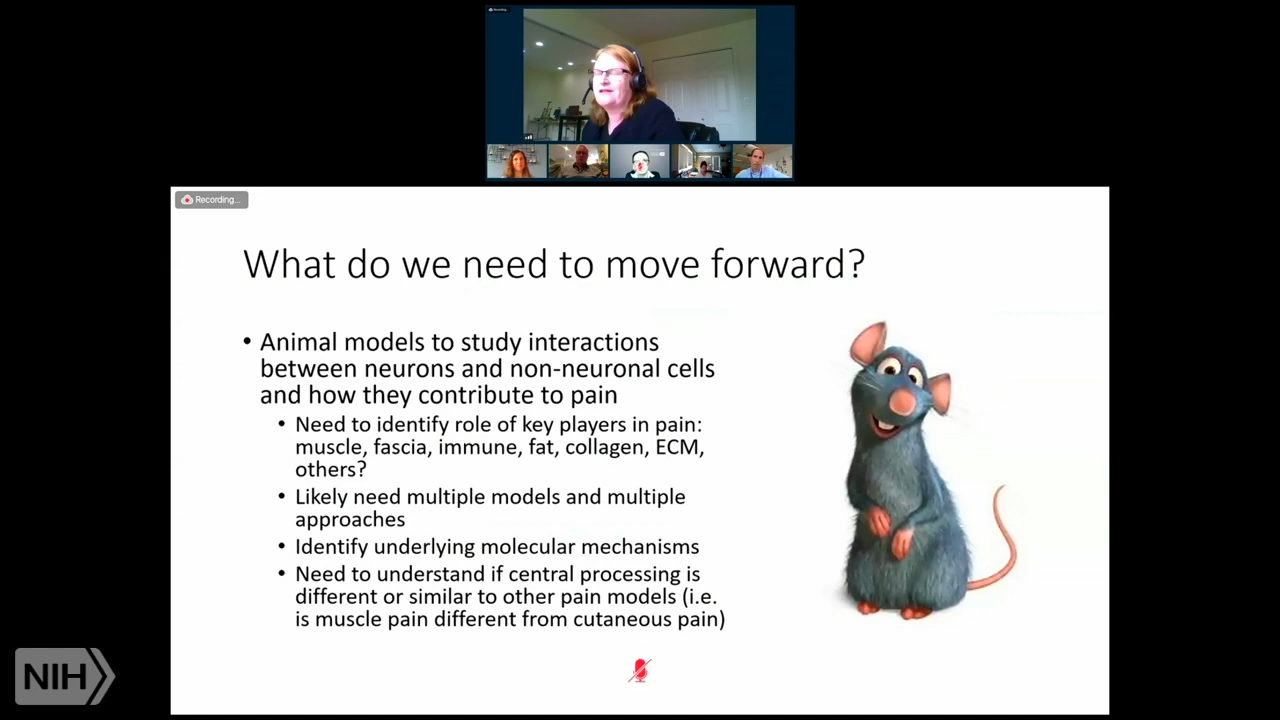 Recording...
Recording...
What do we need to move forward?
• Animal models to study interactions
between neurons and non-neuronal cells
and how they contribute to pain
• Need to identify role of key players in pain:
muscle, fascia, immune, fat, collagen, ECM,
others?
• Likely need multiple models and multiple
approaches
• Identify underlying molecular mechanisms
• Need to understand if central processing is
different or similar to other pain models (i.e.
is muscle pain different from cutaneous pain)
NIH